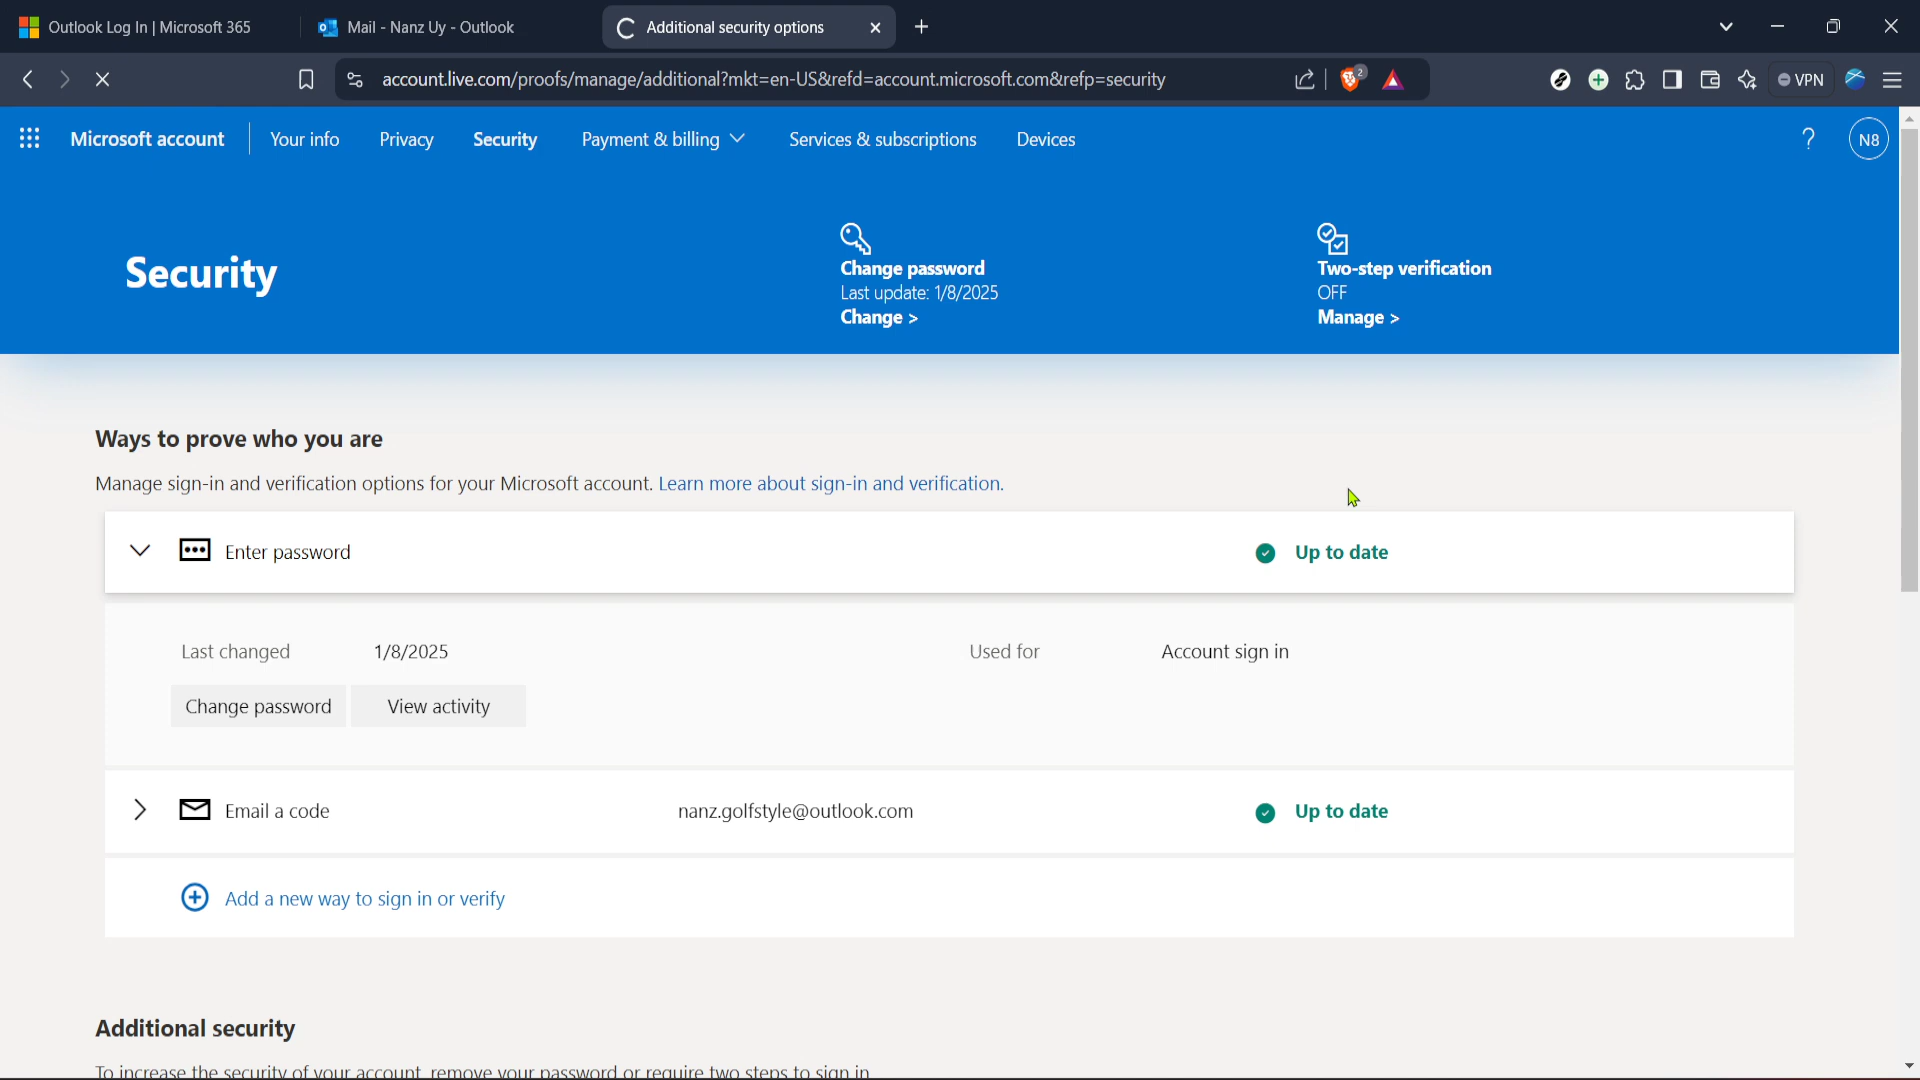 Outlook Log In | Microsoft 365
Mail - Nanz Uy - Outlook
Additional security options
account.live.com/proofs/manage/additional?mkt=en-US&refd=account.microsoft.com&refp=security
2
VPN
Microsoft account
Your info
Privacy
Security
Payment & billing
Services & subscriptions
Devices
?
N8
Security
Change password
Last update: 1/8/2025
Change >
Two-step verification
OFF
Manage >
Ways to prove who you are
Manage sign-in and verification options for your Microsoft account. Learn more about sign-in and verification.
Enter password
Up to date
Last changed
1/8/2025
Used for
Account sign in
Change password
View activity
Email a code
nanz.golfstyle@outlook.com
Up to date
Add a new way to sign in or verify
Additional security
To increase the security of your account, remove your password or require two steps to sign in